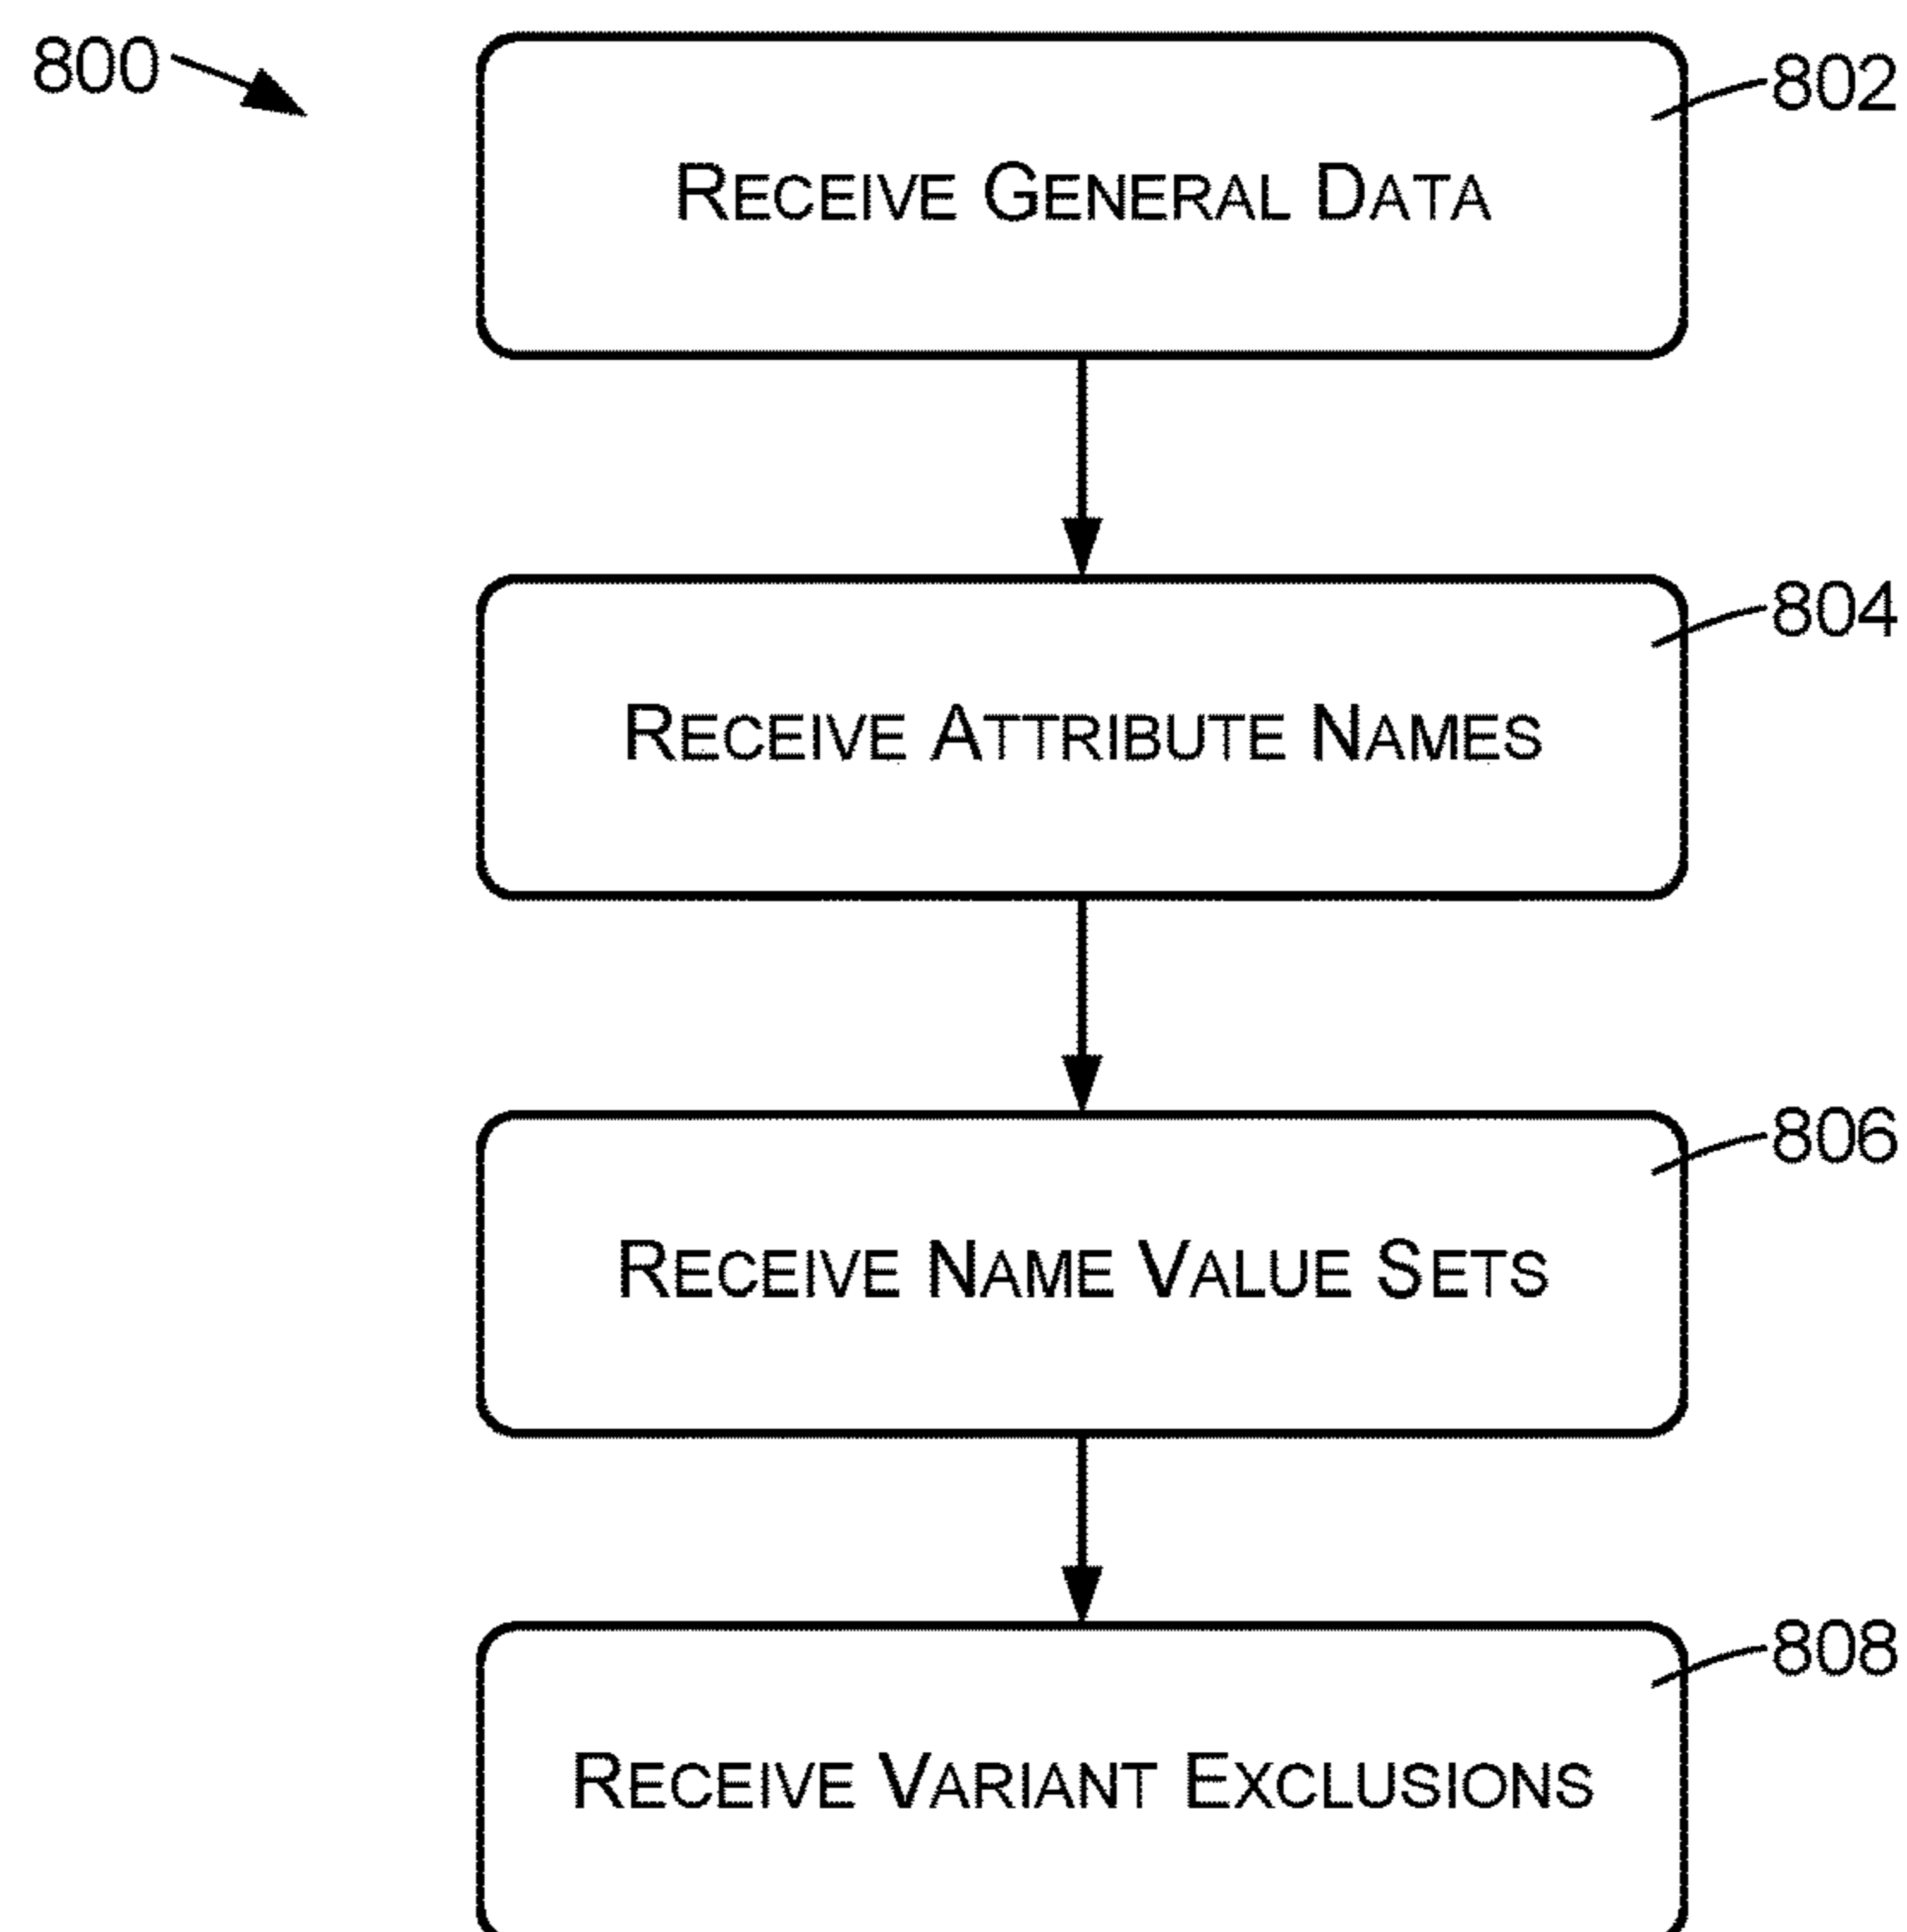 800
802
RECEIVE GENERAL DATA
804
RECEIVE ATTRIBUTE NAMES
806
RECEIVE NAME VALUE SETS
808
RECEIVE VARIANT EXCLUSIONS